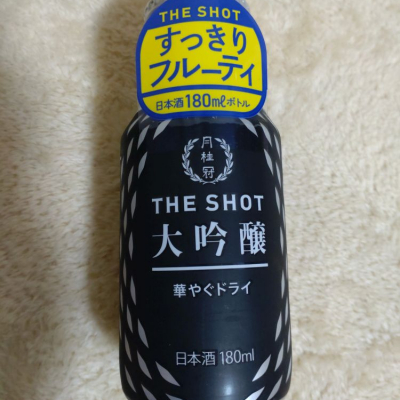 THE SHOT
すっきり
フルーティ
日本酒180mlボトル
月
桂
冠
THE SHOT
大吟醸
華やぐドライ
日本酒180ml